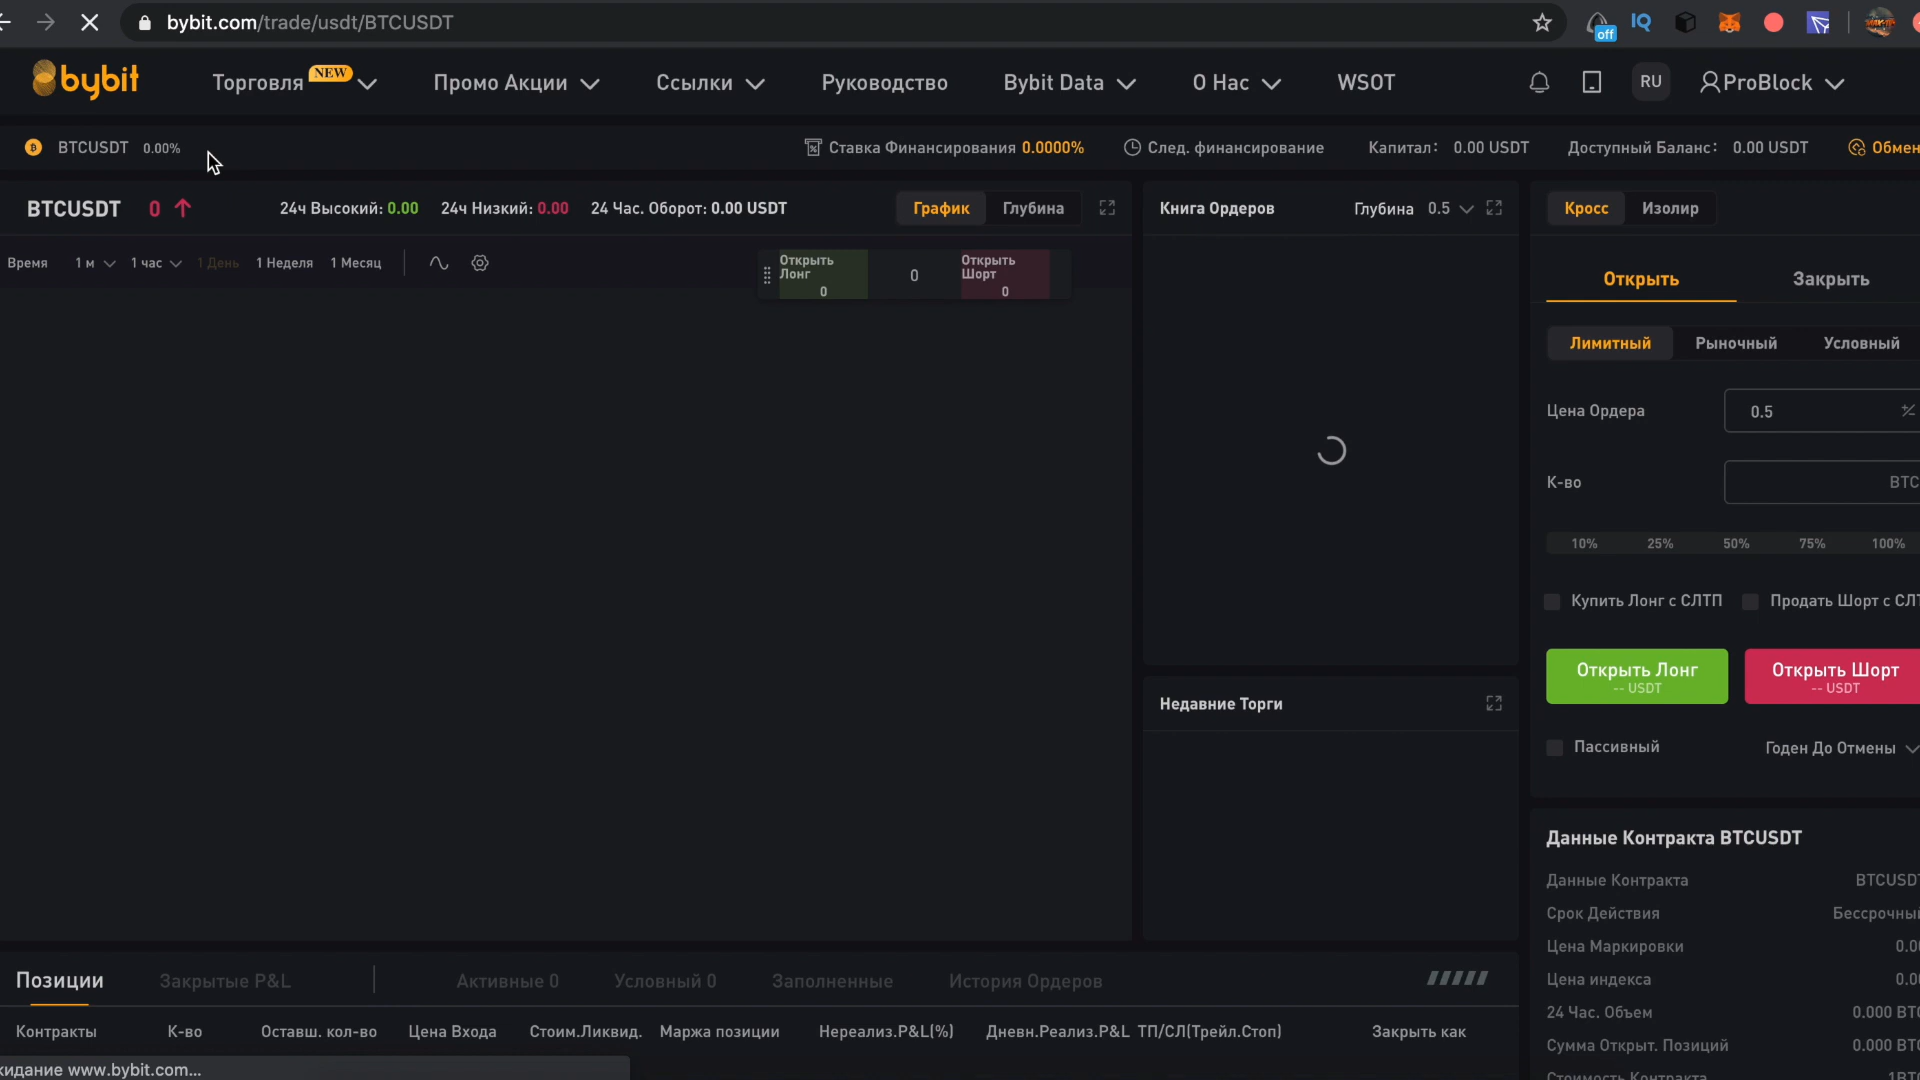 bybit.com/trade/usdt/BTCUSDT
off
IQ
bybit
Торговля NEW
Промо Акции
Ссылки
Руководство
Bybit Data
О Нас
WSOT
RU
ProBlock
BTCUSDT 0.00%
Ставка Финансирования 0.0000%
След. финансирование
Капитал: 0.00 USDT
Доступный Баланс: 0.00 USDT
Обмен
BTCUSDT 0
24ч Высокий: 0.00
24ч Низкий: 0.00
24 Час. Оборот: 0.00 USDT
График
Глубина
Книга Ордеров
Глубина 0.5
Кросс
Изолир
Время
1 м
1 час
1 День
1 Неделя
1 Месяц
Открыть Лонг
0
0
Открыть Шорт
0
Открыть
Закрыть
Лимитный
Рыночный
Условный
Цена Ордера
0.5
К-во
BTC
10% 25% 50% 75% 100%
Купить Лонг с СЛТП
Продать Шорт с СЛТ
Открыть Лонг
-- USDT
Открыть Шорт
-- USDT
Пассивный
Годен До Отмены
Недавние Торги
Данные Контракта BTCUSDT
Данные Контракта BTCUSDT
Срок Действия Бессрочный
Цена Маркировки 0.0
Цена индекса 0.0
24 Час. Объем 0.000 BT
Сумма Открыт. Позиций 0.000 BT
Стоимость Контракта 1BT
Позиции
Закрытые P&L
Активные 0
Условный 0
Заполненные
История Ордеров
Контракты
К-во
Оставш. кол-во
Цена Входа
Стоим.Ликвид.
Маржа позиции
Нереализ.P&L(%)
Дневн.Реализ.P&L
ТП/СЛ(Трейл.Стоп)
Закрыть как
жидание www.bybit.com...